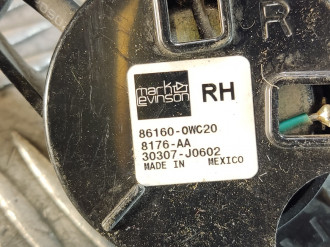 R
mark levinson
RH
86160-0WC20
8176-AA
30307-J0602
MADE IN MEXICO